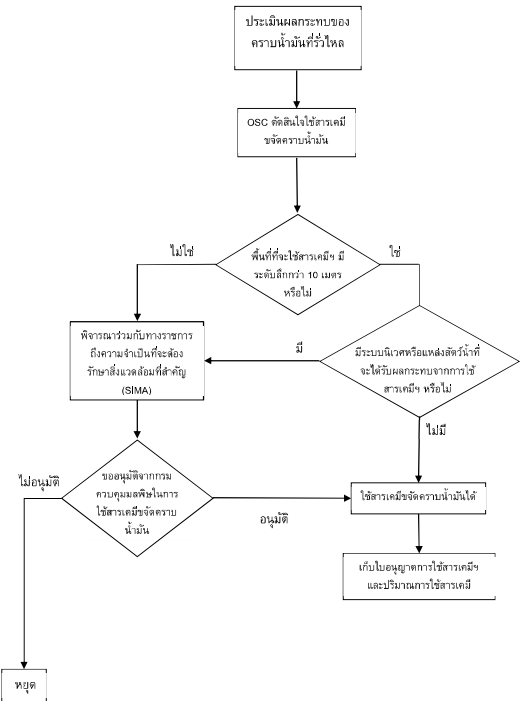 ประเมินผลกระทบของ
คราบน้ำมันที่รั่วไหล
OSC ตัดสินใจใช้สารเคมี
ขจัดคราบน้ำมัน
ไม่ใช่
ใช่
พื้นที่ที่จะใช้สารเคมีฯ มี
ระดับลึกกว่า 10 เมตร
หรือไม่
พิจารณาร่วมกับทางราชการ
ถึงความจำเป็นที่จะต้อง
รักษาสิ่งแวดล้อมที่สำคัญ
(SIMA)
มี
มีระบบนิเวศหรือแหล่งสัตว์น้ำที่
จะได้รับผลกระทบจากการใช้
สารเคมีฯ หรือไม่
ไม่มี
ไม่อนุมัติ
ขออนุมัติจากกรม
ควบคุมมลพิษในการ
ใช้สารเคมีขจัดคราบ
น้ำมัน
อนุมัติ
ใช้สารเคมีขจัดคราบน้ำมันได้
เก็บใบอนุญาตการใช้สารเคมีฯ
และปริมาณการใช้สารเคมี
หยุด